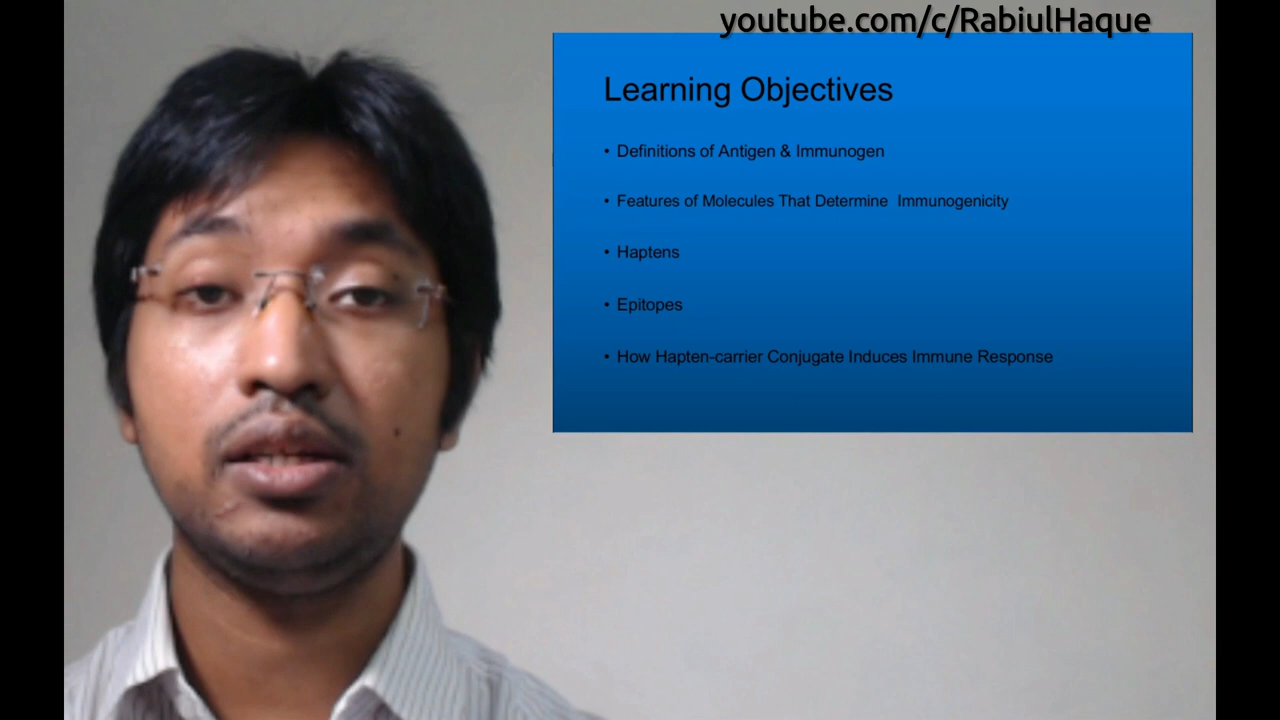 youtube.com/c/RabiulHaque
Learning Objectives
• Definitions of Antigen & Immunogen
• Features of Molecules That Determine  Immunogenicity
• Haptens
• Epitopes
• How Hapten-carrier Conjugate Induces Immune Response